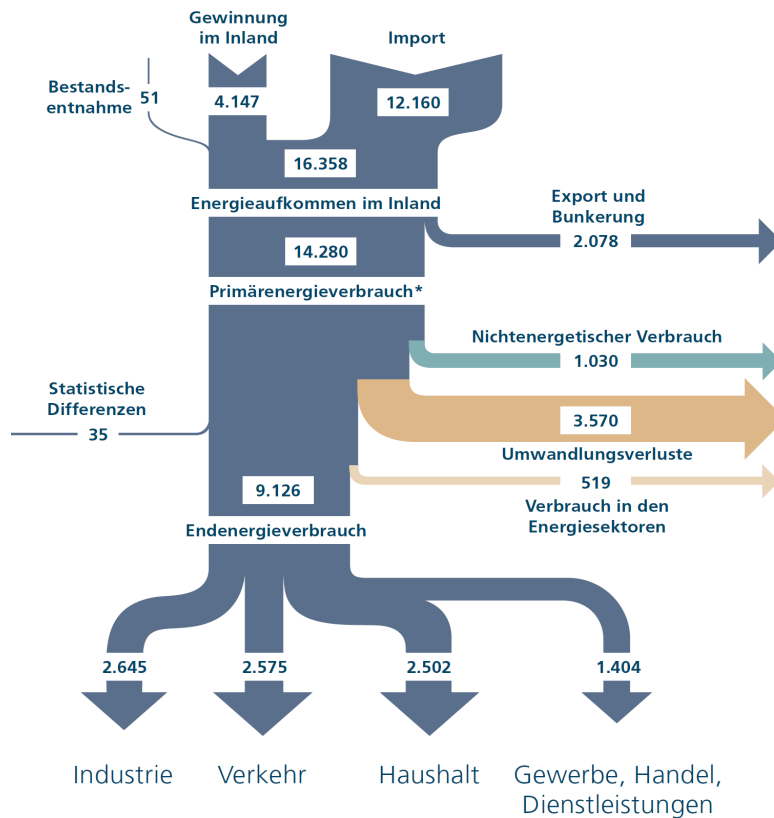 Gewinnung
im Inland
Import
Bestands-
entnahme
51
4.147
12.160
16.358
Energieaufkommen im Inland
Export und
Bunkerung
2.078
14.280
Primärenergieverbrauch*
Nichtenergetischer Verbrauch
1.030
Statistische
Differenzen
35
3.570
Umwandlungsverluste
519
Verbrauch in den
Energiesektoren
9.126
Endenergieverbrauch
2.645
2.575
2.502
1.404
Industrie
Verkehr
Haushalt
Gewerbe, Handel,
Dienstleistungen